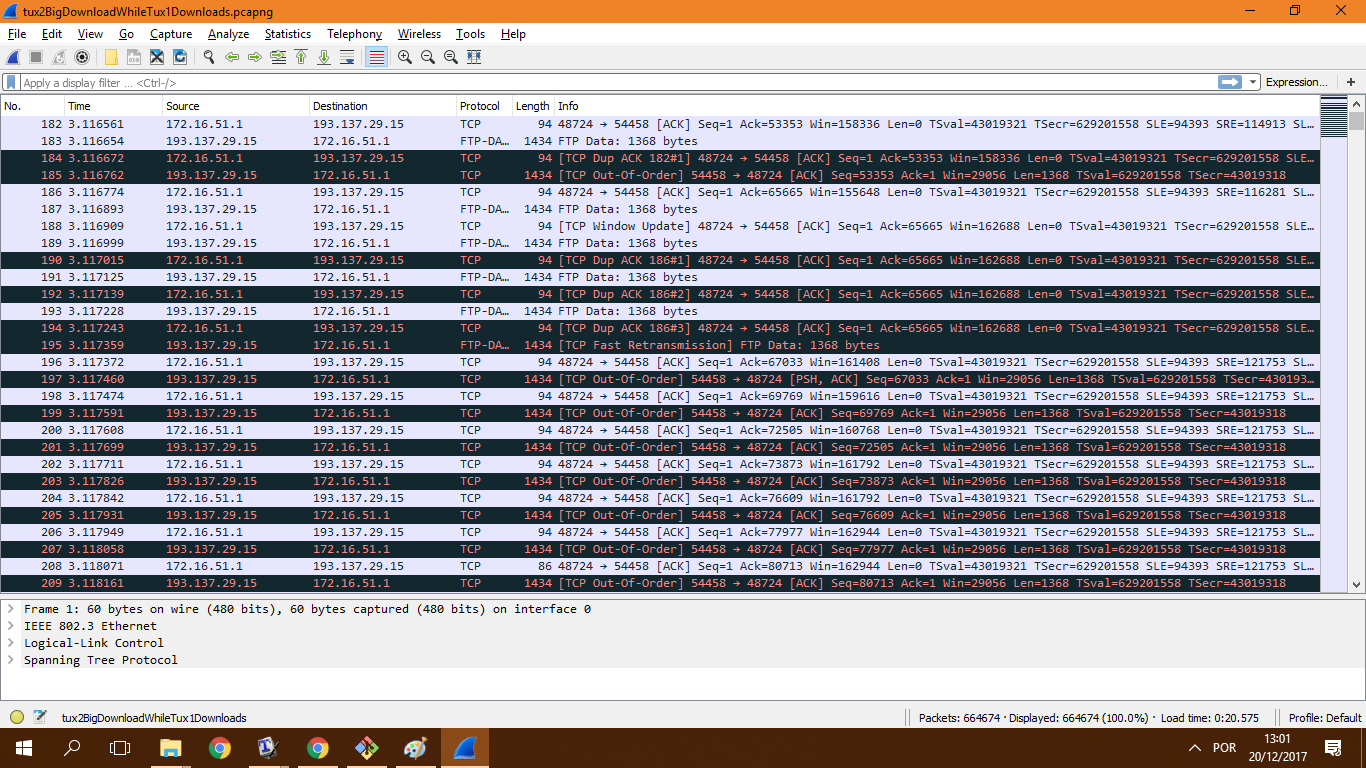 tux2BigDownloadWhileTux1Downloads.pcapng
File Edit View Go Capture Analyze Statistics Telephony Wireless Tools Help
Apply a display filter ... <Ctrl-/> Expression... +
No. Time Source Destination Protocol Length Info
182 3.116561 172.16.51.1 193.137.29.15 TCP 94 48724 → 54458 [ACK] Seq=1 Ack=53353 Win=158336 Len=0 TSval=43019321 TSecr=629201558 SLE=94393 SRE=114913 SL…
183 3.116654 193.137.29.15 172.16.51.1 FTP-DA… 1434 FTP Data: 1368 bytes
184 3.116672 172.16.51.1 193.137.29.15 TCP 94 [TCP Dup ACK 182#1] 48724 → 54458 [ACK] Seq=1 Ack=53353 Win=158336 Len=0 TSval=43019321 TSecr=629201558 SLE…
185 3.116762 193.137.29.15 172.16.51.1 TCP 1434 [TCP Out-Of-Order] 54458 → 48724 [ACK] Seq=53353 Ack=1 Win=29056 Len=1368 TSval=629201558 TSecr=43019318
186 3.116774 172.16.51.1 193.137.29.15 TCP 94 48724 → 54458 [ACK] Seq=1 Ack=65665 Win=155648 Len=0 TSval=43019321 TSecr=629201558 SLE=94393 SRE=116281 SL…
187 3.116893 193.137.29.15 172.16.51.1 FTP-DA… 1434 FTP Data: 1368 bytes
188 3.116909 172.16.51.1 193.137.29.15 TCP 94 [TCP Window Update] 48724 → 54458 [ACK] Seq=1 Ack=65665 Win=162688 Len=0 TSval=43019321 TSecr=629201558 SLE…
189 3.116999 193.137.29.15 172.16.51.1 FTP-DA… 1434 FTP Data: 1368 bytes
190 3.117015 172.16.51.1 193.137.29.15 TCP 94 [TCP Dup ACK 186#1] 48724 → 54458 [ACK] Seq=1 Ack=65665 Win=162688 Len=0 TSval=43019321 TSecr=629201558 SLE…
191 3.117125 193.137.29.15 172.16.51.1 FTP-DA… 1434 FTP Data: 1368 bytes
192 3.117139 172.16.51.1 193.137.29.15 TCP 94 [TCP Dup ACK 186#2] 48724 → 54458 [ACK] Seq=1 Ack=65665 Win=162688 Len=0 TSval=43019321 TSecr=629201558 SLE…
193 3.117228 193.137.29.15 172.16.51.1 FTP-DA… 1434 FTP Data: 1368 bytes
194 3.117243 172.16.51.1 193.137.29.15 TCP 94 [TCP Dup ACK 186#3] 48724 → 54458 [ACK] Seq=1 Ack=65665 Win=162688 Len=0 TSval=43019321 TSecr=629201558 SLE…
195 3.117359 193.137.29.15 172.16.51.1 FTP-DA… 1434 [TCP Fast Retransmission] FTP Data: 1368 bytes
196 3.117372 172.16.51.1 193.137.29.15 TCP 94 48724 → 54458 [ACK] Seq=1 Ack=67033 Win=161408 Len=0 TSval=43019321 TSecr=629201558 SLE=94393 SRE=121753 SL…
197 3.117460 193.137.29.15 172.16.51.1 TCP 1434 [TCP Out-Of-Order] 54458 → 48724 [PSH, ACK] Seq=67033 Ack=1 Win=29056 Len=1368 TSval=629201558 TSecr=430193…
198 3.117474 172.16.51.1 193.137.29.15 TCP 94 48724 → 54458 [ACK] Seq=1 Ack=69769 Win=159616 Len=0 TSval=43019321 TSecr=629201558 SLE=94393 SRE=121753 SL…
199 3.117591 193.137.29.15 172.16.51.1 TCP 1434 [TCP Out-Of-Order] 54458 → 48724 [ACK] Seq=69769 Ack=1 Win=29056 Len=1368 TSval=629201558 TSecr=43019318
200 3.117608 172.16.51.1 193.137.29.15 TCP 94 48724 → 54458 [ACK] Seq=1 Ack=72505 Win=160768 Len=0 TSval=43019321 TSecr=629201558 SLE=94393 SRE=121753 SL…
201 3.117699 193.137.29.15 172.16.51.1 TCP 1434 [TCP Out-Of-Order] 54458 → 48724 [ACK] Seq=72505 Ack=1 Win=29056 Len=1368 TSval=629201558 TSecr=43019318
202 3.117711 172.16.51.1 193.137.29.15 TCP 94 48724 → 54458 [ACK] Seq=1 Ack=73873 Win=161792 Len=0 TSval=43019321 TSecr=629201558 SLE=94393 SRE=121753 SL…
203 3.117826 193.137.29.15 172.16.51.1 TCP 1434 [TCP Out-Of-Order] 54458 → 48724 [ACK] Seq=73873 Ack=1 Win=29056 Len=1368 TSval=629201558 TSecr=43019318
204 3.117842 172.16.51.1 193.137.29.15 TCP 94 48724 → 54458 [ACK] Seq=1 Ack=76609 Win=161792 Len=0 TSval=43019321 TSecr=629201558 SLE=94393 SRE=121753 SL…
205 3.117931 193.137.29.15 172.16.51.1 TCP 1434 [TCP Out-Of-Order] 54458 → 48724 [ACK] Seq=76609 Ack=1 Win=29056 Len=1368 TSval=629201558 TSecr=43019318
206 3.117949 172.16.51.1 193.137.29.15 TCP 94 48724 → 54458 [ACK] Seq=1 Ack=77977 Win=162944 Len=0 TSval=43019321 TSecr=629201558 SLE=94393 SRE=121753 SL…
207 3.118058 193.137.29.15 172.16.51.1 TCP 1434 [TCP Out-Of-Order] 54458 → 48724 [ACK] Seq=77977 Ack=1 Win=29056 Len=1368 TSval=629201558 TSecr=43019318
208 3.118071 172.16.51.1 193.137.29.15 TCP 86 48724 → 54458 [ACK] Seq=1 Ack=80713 Win=162944 Len=0 TSval=43019321 TSecr=629201558 SLE=94393 SRE=121753
209 3.118161 193.137.29.15 172.16.51.1 TCP 1434 [TCP Out-Of-Order] 54458 → 48724 [ACK] Seq=80713 Ack=1 Win=29056 Len=1368 TSval=629201558 TSecr=43019318
Frame 1: 60 bytes on wire (480 bits), 60 bytes captured (480 bits) on interface 0
IEEE 802.3 Ethernet
Logical-Link Control
Spanning Tree Protocol
tux2BigDownloadWhileTux1Downloads Packets: 664674 · Displayed: 664674 (100.0%) · Load time: 0:20.575 Profile: Default
POR 13:01
20/12/2017